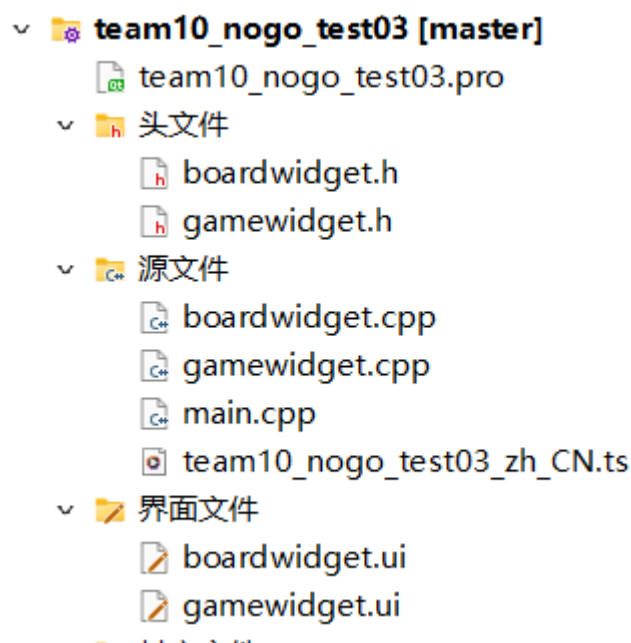 team10_nogo_test03 [master]
team10_nogo_test03.pro
头文件
boardwidget.h
gamewidget.h
源文件
boardwidget.cpp
gamewidget.cpp
main.cpp
team10_nogo_test03_zh_CN.ts
界面文件
boardwidget.ui
gamewidget.ui